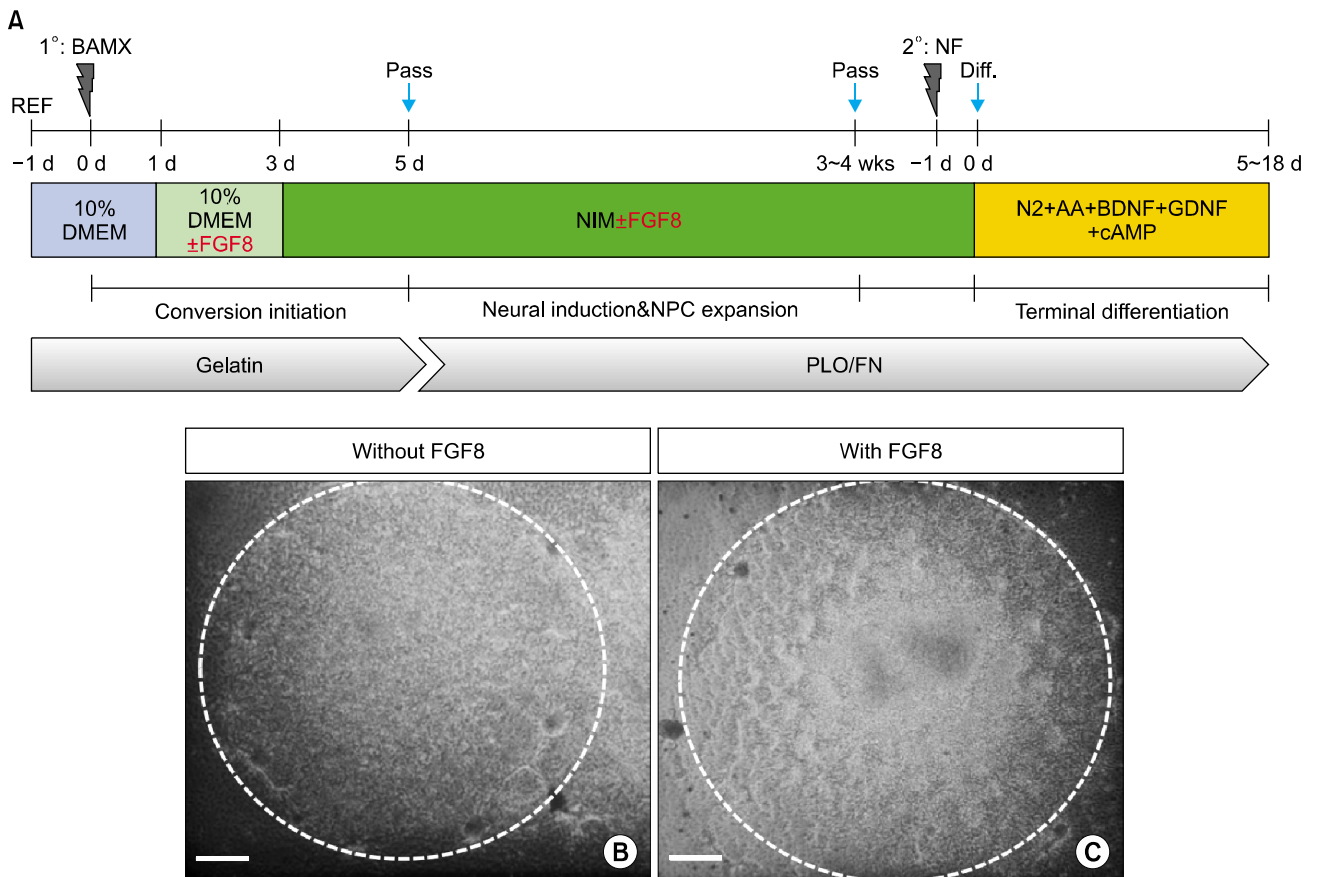 A
1°: BAMX
2°: NF
Pass
Pass
Diff.
REF
−1 d
0 d
1 d
3 d
5 d
3~4 wks
−1 d
0 d
5~18 d
10%
DMEM
10%
DMEM
±FGF8
NIM±FGF8
N2+AA+BDNF+GDNF
+cAMP
Conversion initiation
Neural induction&NPC expansion
Terminal differentiation
Gelatin
PLO/FN
Without FGF8
With FGF8
B
C